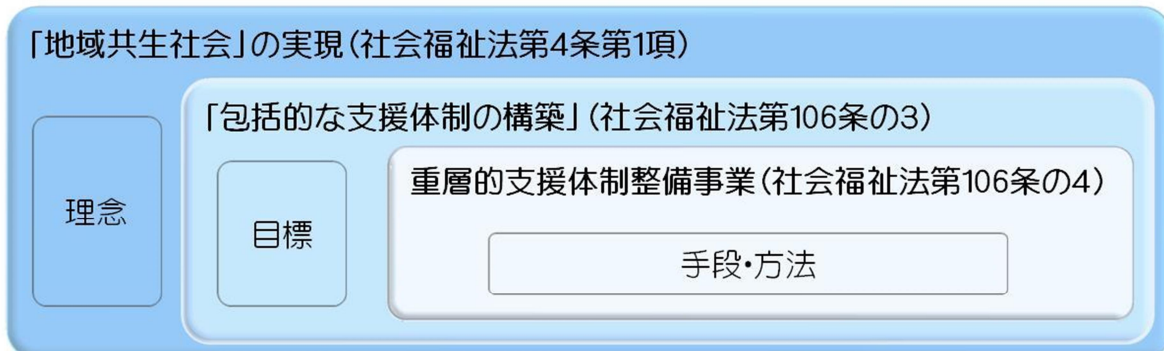 「地域共生社会」の実現(社会福祉法第4条第1項)
「包括的な支援体制の構築」(社会福祉法第106条の3)
重層的支援体制整備事業(社会福祉法第106条の4)
理念
目標
手段・方法